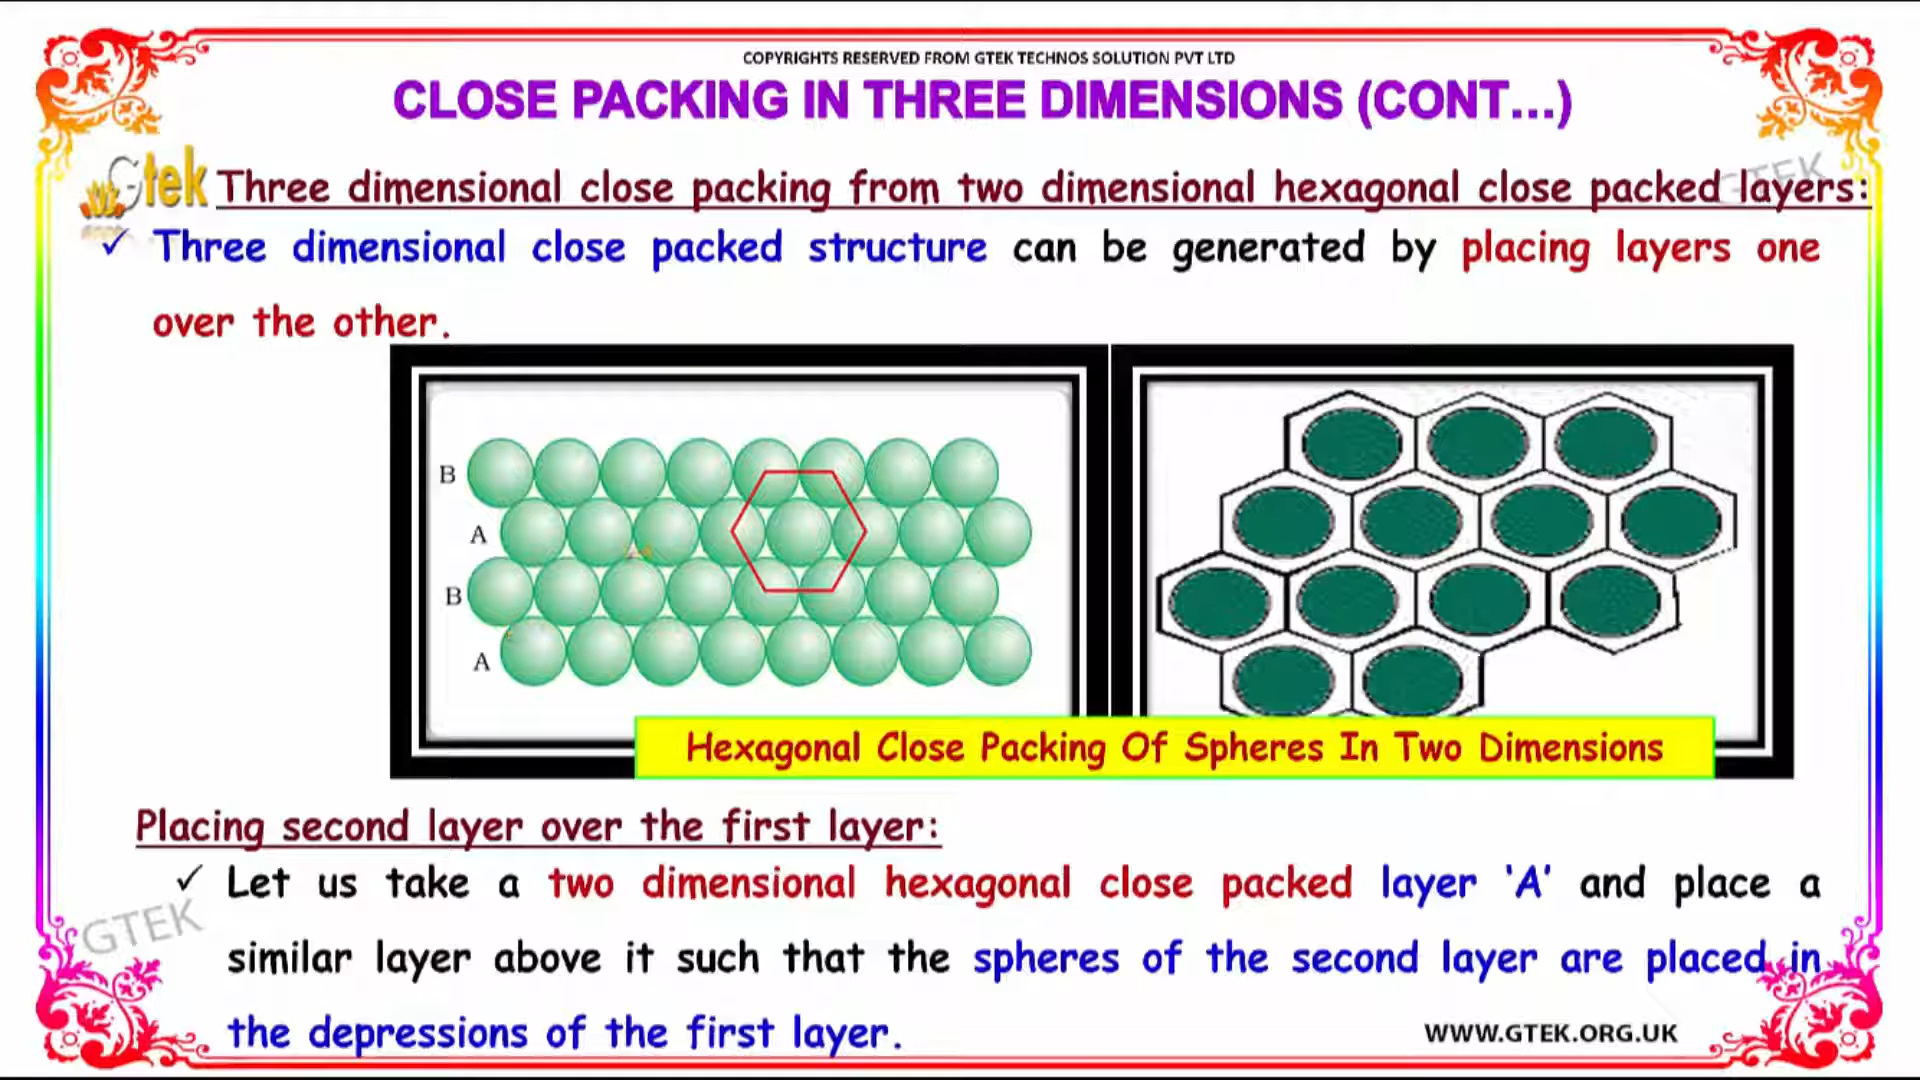 COPYRIGHTS RESERVED FROM GTEK TECHNOS SOLUTION PVT LTD
CLOSE PACKING IN THREE DIMENSIONS (CONT...)
Gtek
GTEK
Three dimensional close packing from two dimensional hexagonal close packed layers:
✓ Three dimensional close packed structure can be generated by placing layers one
over the other.
B
A
B
A
Hexagonal Close Packing Of Spheres In Two Dimensions
Placing second layer over the first layer:
✓ Let us take a two dimensional hexagonal close packed layer 'A' and place a
GTEK
similar layer above it such that the spheres of the second layer are placed in
the depressions of the first layer.
WWW.GTEK.ORG.UK